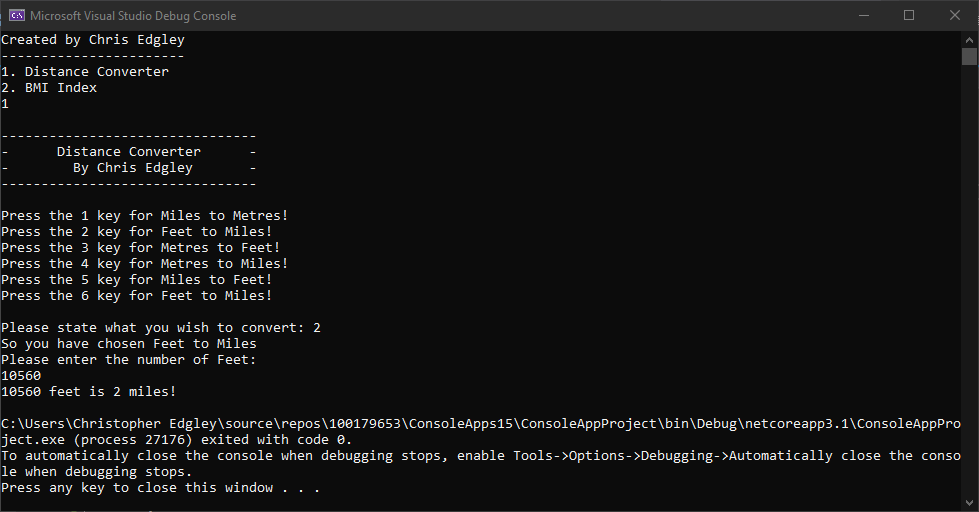 Microsoft Visual Studio Debug Console
Created by Chris Edgley
-----------------------
1. Distance Converter
2. BMI Index
1
--------------------------------
-      Distance Converter      -
-        By Chris Edgley       -
--------------------------------
Press the 1 key for Miles to Metres!
Press the 2 key for Feet to Miles!
Press the 3 key for Metres to Feet!
Press the 4 key for Metres to Miles!
Press the 5 key for Miles to Feet!
Press the 6 key for Feet to Miles!
Please state what you wish to convert: 2
So you have chosen Feet to Miles
Please enter the number of Feet:
10560
10560 feet is 2 miles!
C:\Users\Christopher Edgley\source\repos\100179653\ConsoleApps15\ConsoleAppProject\bin\Debug\netcoreapp3.1\ConsoleAppPro
ject.exe (process 27176) exited with code 0.
To automatically close the console when debugging stops, enable Tools->Options->Debugging->Automatically close the conso
le when debugging stops.
Press any key to close this window . . .